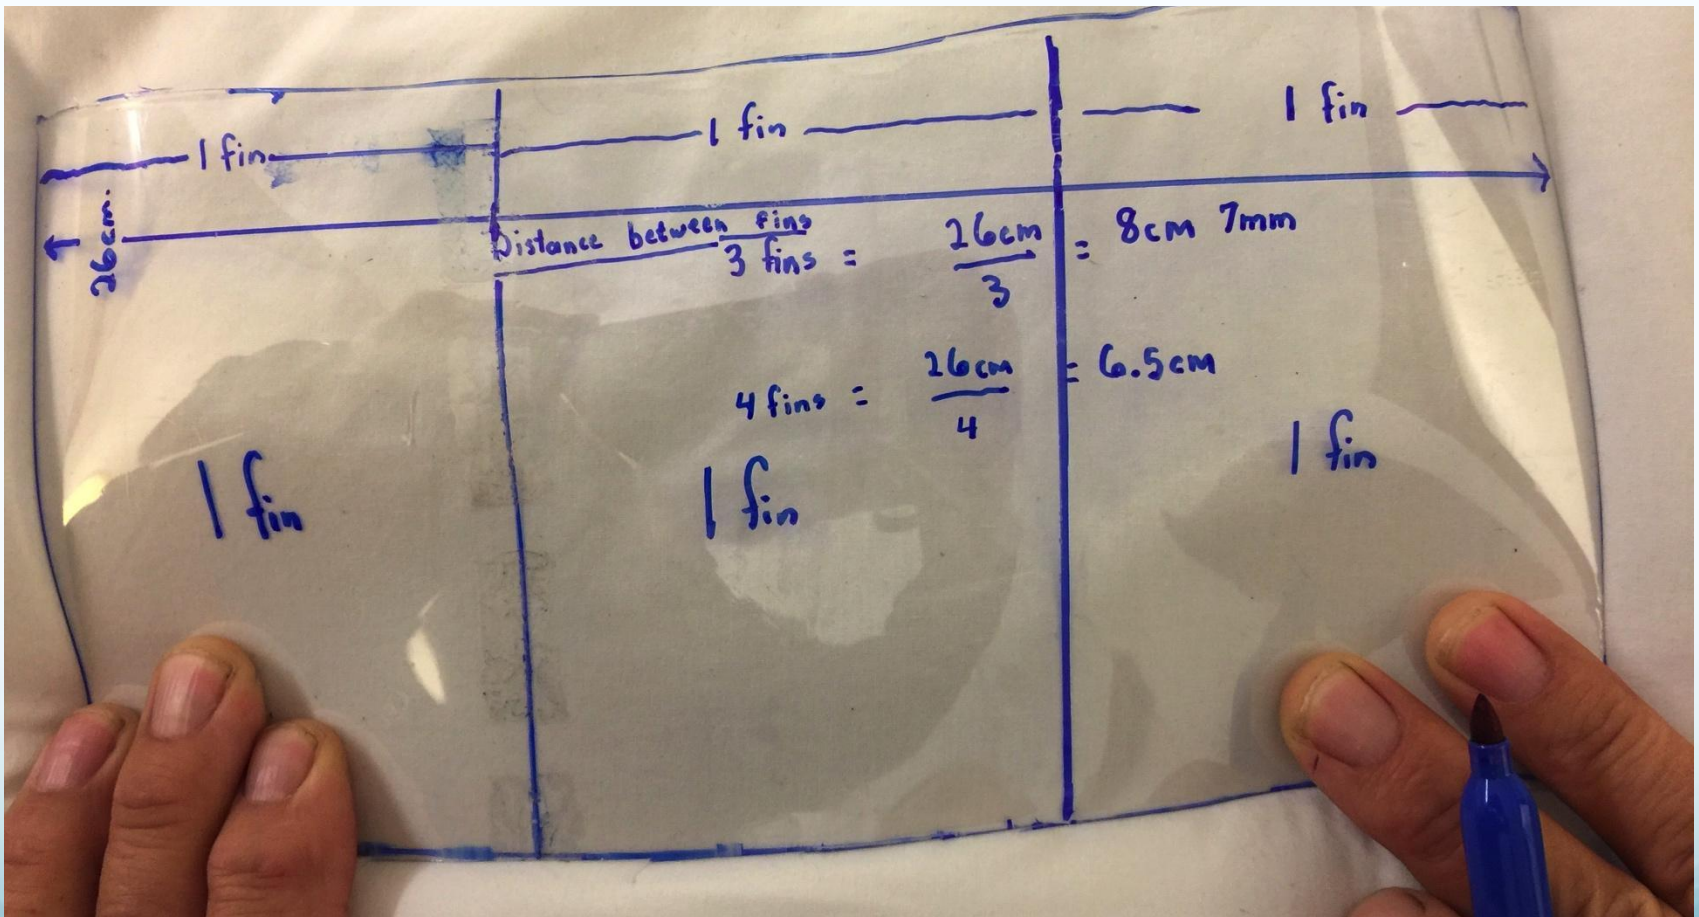 1 fin
1 fin
1 fin
26cm.
Distance between fins
3 fins = 26cm / 3 = 8cm 7mm
4 fins = 26cm / 4 = 6.5cm
1 fin
1 fin
1 fin